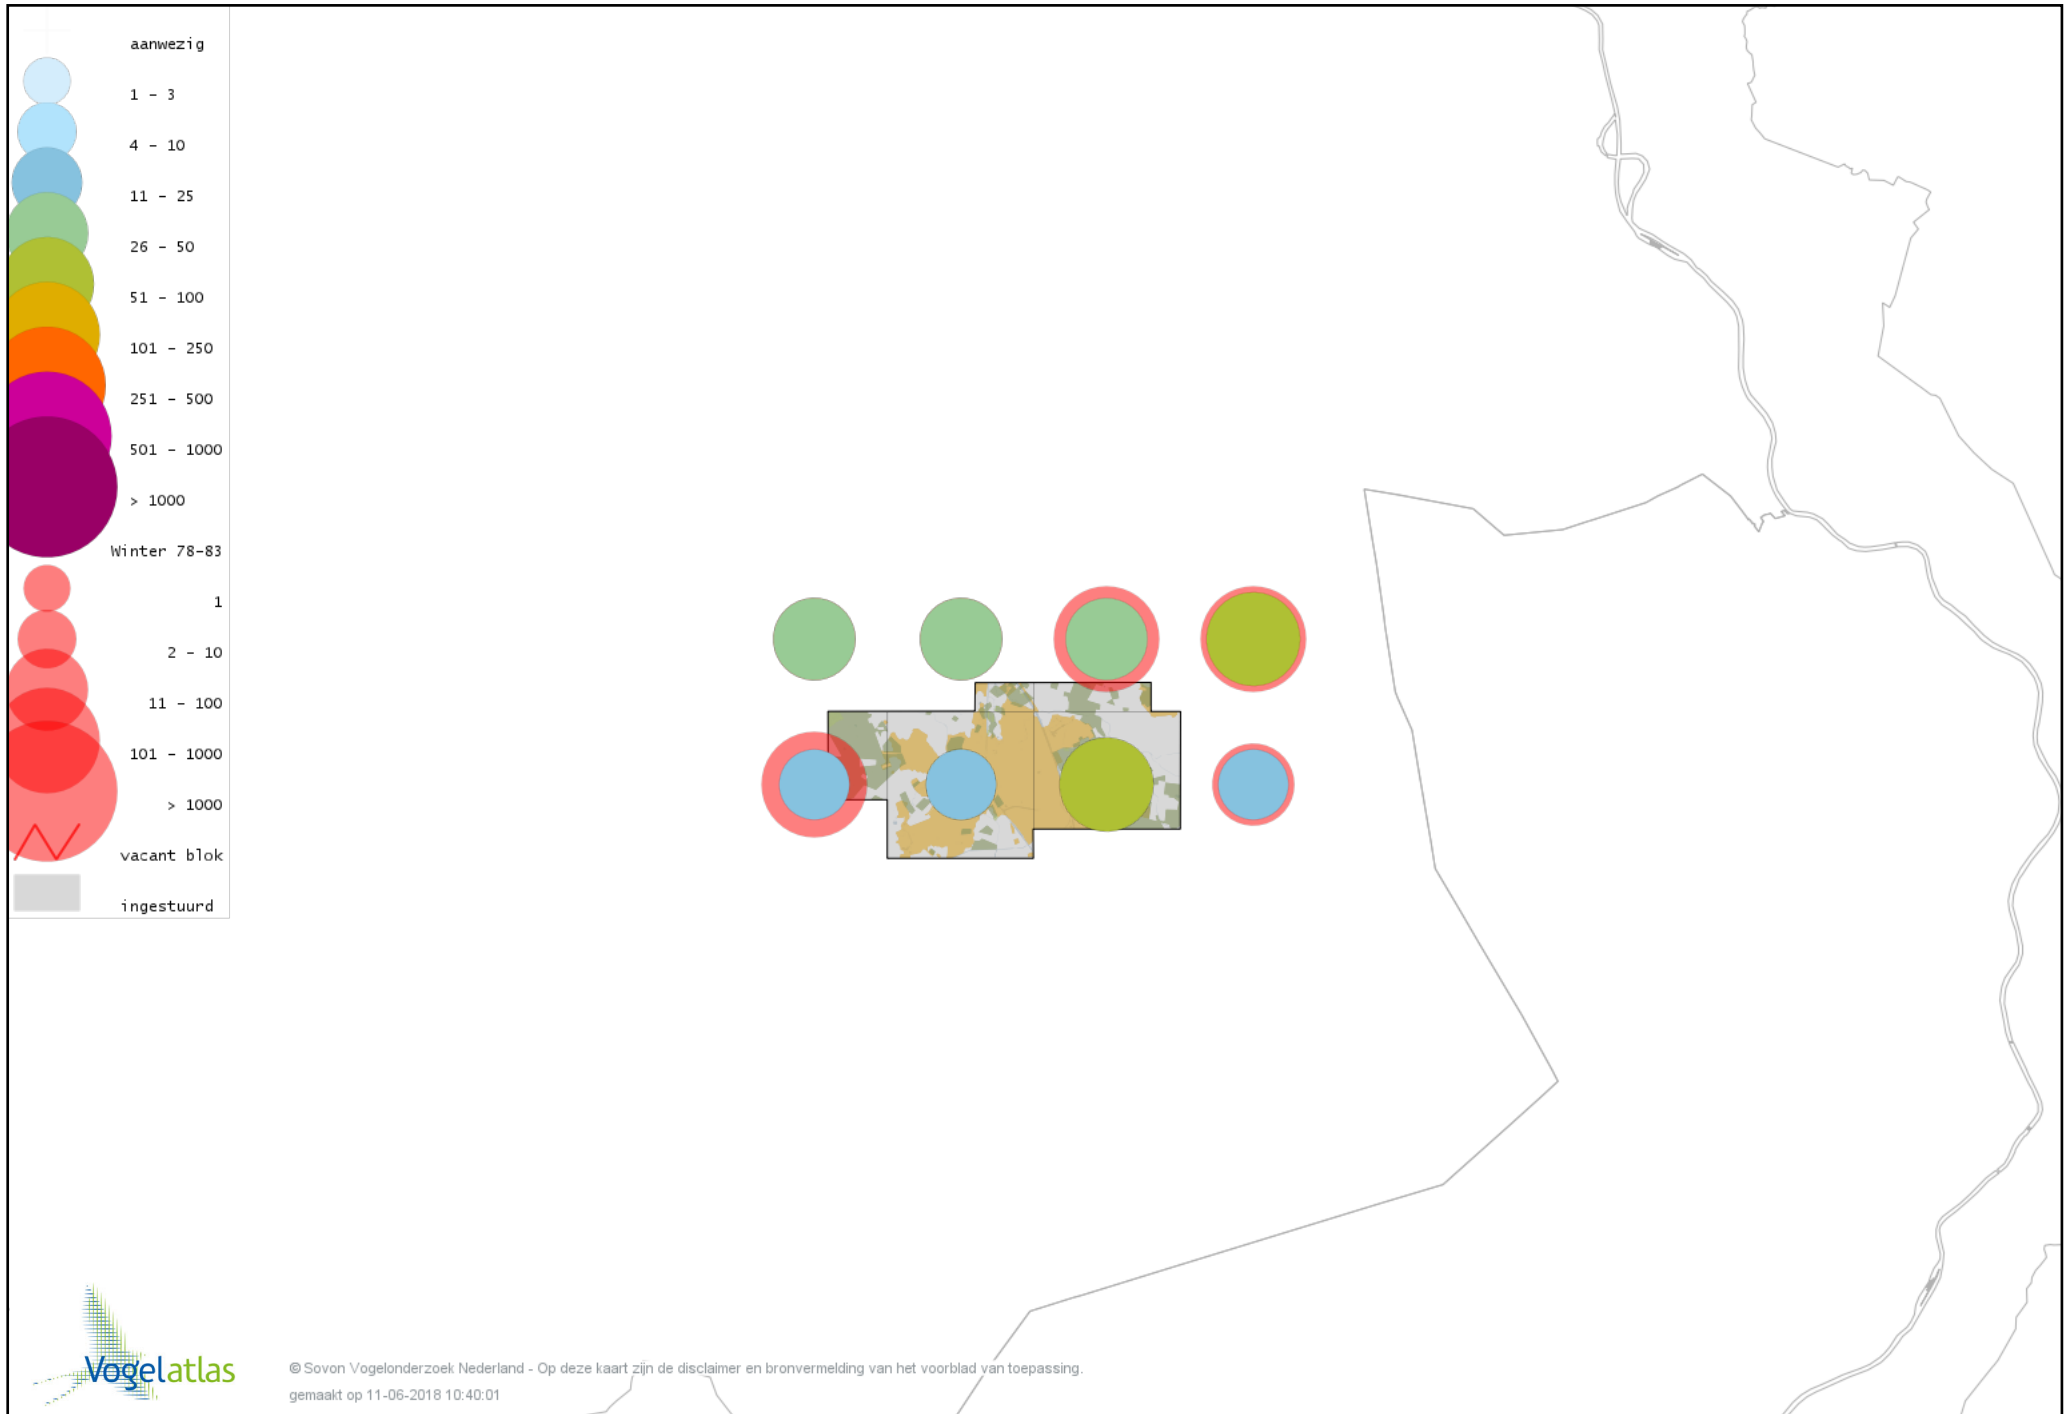 aanwezig
1 - 3
4 - 10
11 - 25
26 - 50
51 - 100
101 - 250
251 - 500
501 - 1000
> 1000
Winter 78-83
1
2 - 10
11 - 100
101 - 1000
> 1000
vacant blok
ingestuurd
Vogelatlas
© Sovon Vogelonderzoek Nederland - Op deze kaart zijn de disclaimer en bronvermelding van het voorblad van toepassing.
gemaakt op 11-06-2018 10:40:01